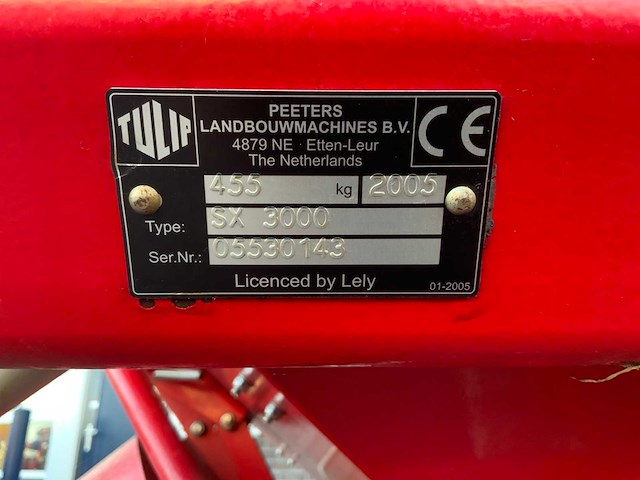 TULIP
PEETERS
LANDBOUWMACHINES B.V.
4879 NE Etten-Leur
The Netherlands
CE
455 kg 2005
Type: SX 3000
Ser.Nr.: 05530143
Licenced by Lely
01-2005